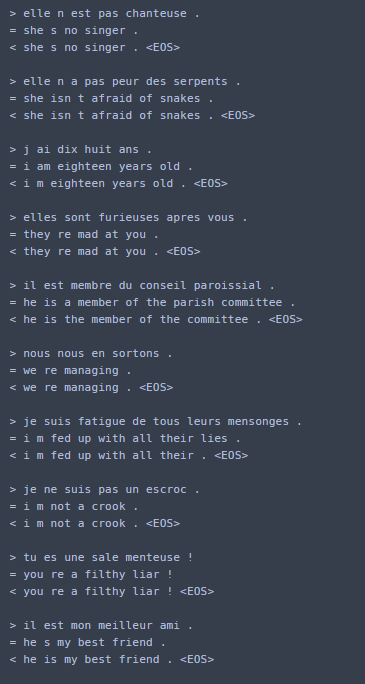 > elle n est pas chanteuse .
= she s no singer .
< she s no singer . <EOS>
> elle n a pas peur des serpents .
= she isn t afraid of snakes .
< she isn t afraid of snakes . <EOS>
> j ai dix huit ans .
= i am eighteen years old .
< i m eighteen years old . <EOS>
> elles sont furieuses apres vous .
= they re mad at you .
< they re mad at you . <EOS>
> il est membre du conseil paroissial .
= he is a member of the parish committee .
< he is the member of the committee . <EOS>
> nous nous en sortons .
= we re managing .
< we re managing . <EOS>
> je suis fatigue de tous leurs mensonges .
= i m fed up with all their lies .
< i m fed up with all their . <EOS>
> je ne suis pas un escroc .
= i m not a crook .
< i m not a crook . <EOS>
> tu es une sale menteuse !
= you re a filthy liar !
< you re a filthy liar ! <EOS>
> il est mon meilleur ami .
= he s my best friend .
< he is my best friend . <EOS>